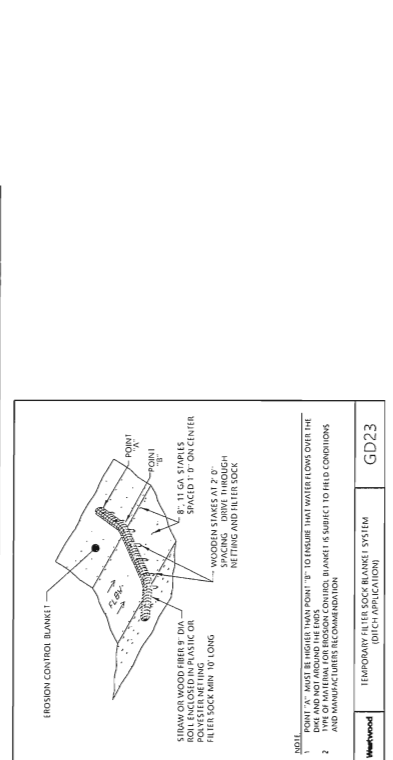 EROSION CONTROL BLANKET
POINT
"A"
POINT
"B"
FLOW
8", 11 GA STAPLES
SPACED 1' 0" ON CENTER
WOODEN STAKES AT 2' 0"
SPACING DRIVE THROUGH
NETTING AND FILTER SOCK
STRAW OR WOOD FIBER 9" DIA
ROLL ENCLOSED IN PLASTIC OR
POLYESTER NETTING
FILTER SOCK MIN 10' LONG
NOTE
1 POINT "A" MUST BE HIGHER THAN POINT "B" TO ENSURE THAT WATER FLOWS OVER THE
DIKE AND NOT AROUND THE ENDS
2 TYPE OF MATERIAL FOR EROSION CONTROL BLANKET IS SUBJECT TO FIELD CONDITIONS
AND MANUFACTURERS RECOMMENDATION
Westwood
TEMPORARY FILTER SOCK BLANKET SYSTEM
(DITCH APPLICATION)
GD23